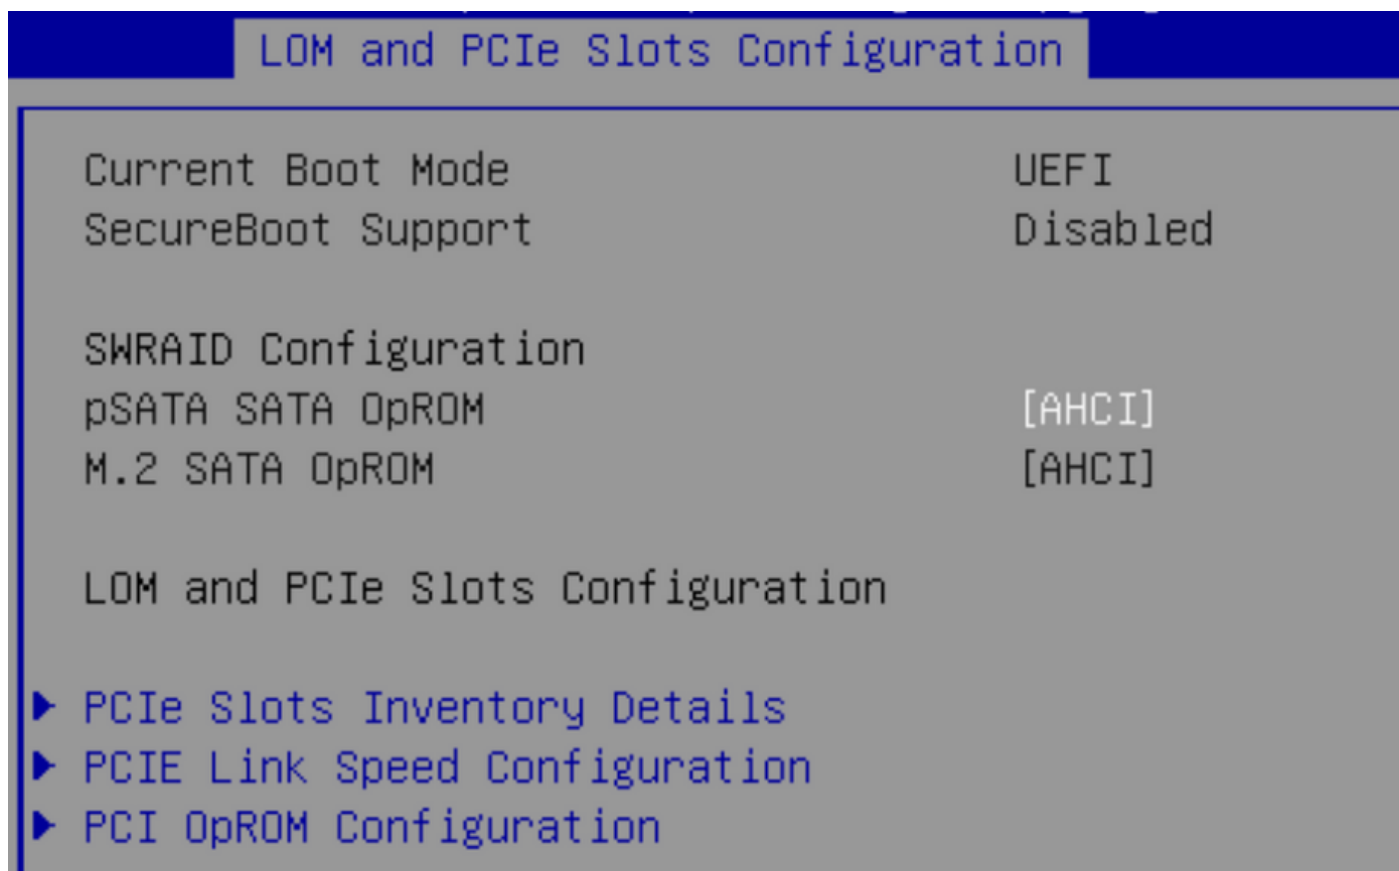 LOM and PCIe Slots Configuration
Current Boot Mode UEFI
SecureBoot Support Disabled
SWRAID Configuration
pSATA SATA OpROM [AHCI]
M.2 SATA OpROM [AHCI]
LOM and PCIe Slots Configuration
PCIe Slots Inventory Details
PCIE Link Speed Configuration
PCI OpROM Configuration